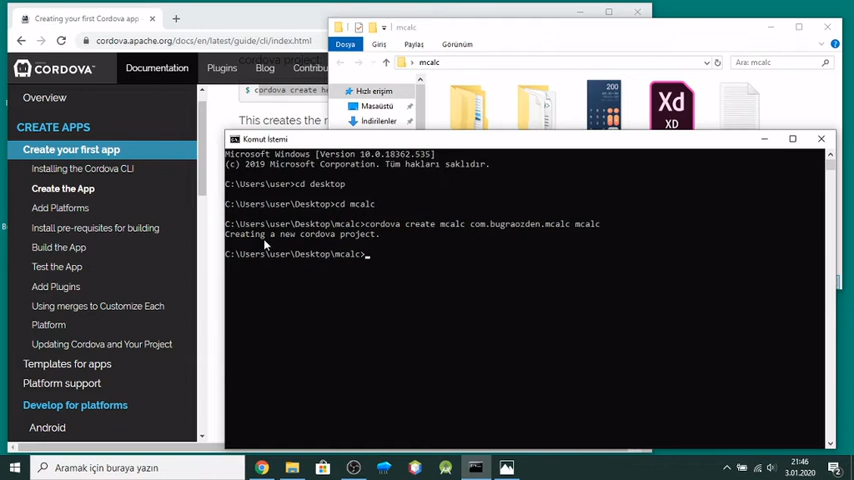 Creating your first Cordova app
cordova.apache.org/docs/en/latest/guide/cli/index.html
mcalc
Dosya Giriş Paylaş Görünüm
mcalc
Ara: mcalc
CORDOVA
Documentation Plugins Blog
cordova project
$ cordova create
This creates the
Overview
CREATE APPS
Create your first app
Installing the Cordova CLI
Create the App
Add Platforms
Install pre-requisites for building
Build the App
Test the App
Add Plugins
Using merges to Customize Each
Platform
Updating Cordova and Your Project
Templates for apps
Platform support
Develop for platforms
Android
Hızlı erişim
Masaüstü
İndirilenler
200
Xd
XD
Komut İstemi
Microsoft Windows [Version 10.0.18362.535]
(c) 2019 Microsoft Corporation. Tüm hakları saklıdır.
C:\Users\user>cd desktop
C:\Users\user\Desktop>cd mcalc
C:\Users\user\Desktop\mcalc>cordova create mcalc com.bugraozden.mcalc mcalc
Creating a new cordova project.
C:\Users\user\Desktop\mcalc>
Aramak için buraya yazın
21:46
3.01.2020
2